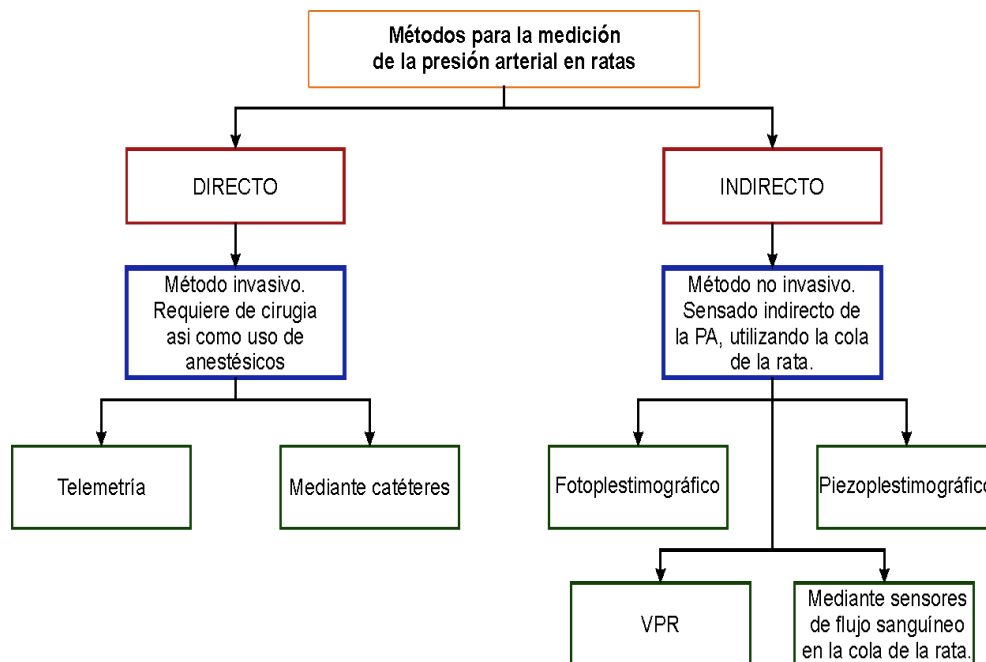 Métodos para la medición
de la presión arterial en ratas
DIRECTO
INDIRECTO
Método invasivo.
Requiere de cirugia
asi como uso de
anestésicos
Método no invasivo.
Sensado indirecto de
la PA, utilizando la cola
de la rata.
Telemetría
Mediante catéteres
Fotoplestimográfico
Piezoplestimográfico
VPR
Mediante sensores
de flujo sanguíneo
en la cola de la rata.